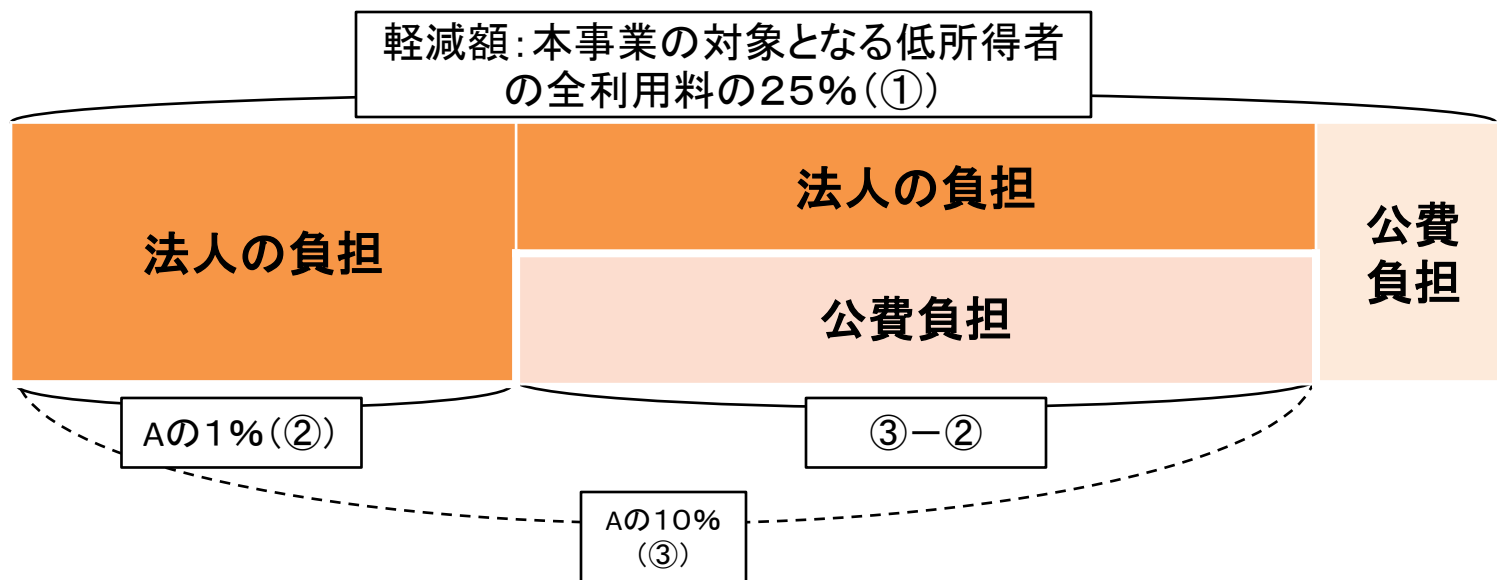 軽減額：本事業の対象となる低所得者
の全利用料の２５％（①）
法人の負担
法人の負担
公費負担
公費
負担
Aの１％（②）
③－②
Aの１０％
（③）